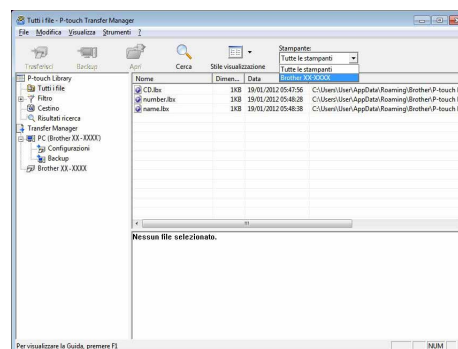 Tutti i file - P-touch Transfer Manager
File Modifica Visualizza Strumenti ?
Trasferisci Backup Apri Cerca Stile visualizzazione
Stampante:
Tutte le stampanti
Tutte le stampanti
Brother XX-XXXX
P-touch Library
Tutti i file
Filtro
Cestino
Risultati ricerca
Transfer Manager
PC (Brother XX-XXXX)
Configurazioni
Backup
Brother XX-XXXX
Nome Dimen... Data
CD.lbx 1KB 19/01/2012 05:47:56 C:\Users\User\AppData\Roaming\Brother\P-touch
number.lbx 1KB 19/01/2012 05:48:28 C:\Users\User\AppData\Roaming\Brother\P-touch
name.lbx 1KB 19/01/2012 05:48:38 C:\Users\User\AppData\Roaming\Brother\P-touch
Nessun file selezionato.
Per visualizzare la Guida, premere F1
NUM